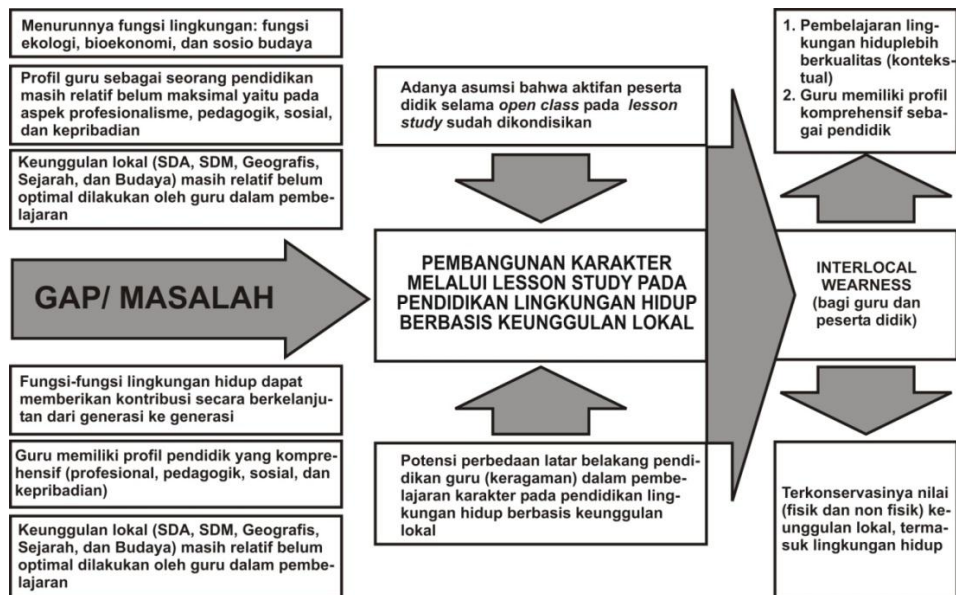 Menurunnya fungsi lingkungan: fungsi
ekologi, bioekonomi, dan sosio budaya
Profil guru sebagai seorang pendidikan
masih relatif belum maksimal yaitu pada
aspek profesionalisme, pedagogik, sosial,
dan kepribadian
Keunggulan lokal (SDA, SDM, Geografis,
Sejarah, dan Budaya) masih relatif belum
optimal dilakukan oleh guru dalam pembe-
lajaran
GAP/ MASALAH
Fungsi-fungsi lingkungan hidup dapat
memberikan kontribusi secara berkelanju-
tan dari generasi ke generasi
Guru memiliki profil pendidik yang kompre-
hensif (profesional, pedagogik, sosial, dan
kepribadian)
Keunggulan lokal (SDA, SDM, Geografis,
Sejarah, dan Budaya) masih relatif belum
optimal dilakukan oleh guru dalam pembe-
lajaran
Adanya asumsi bahwa aktifan peserta
didik selama open class pada lesson
study sudah dikondisikan
PEMBANGUNAN KARAKTER
MELALUI LESSON STUDY PADA
PENDIDIKAN LINGKUNGAN HIDUP
BERBASIS KEUNGGULAN LOKAL
Potensi perbedaan latar belakang pendi-
dikan guru (keragaman) dalam pembe-
lajaran karakter pada pendidikan ling-
kungan hidup berbasis keunggulan
lokal
1. Pembelajaran ling-
kungan hiduplebih
berkualitas (konteks-
tual)
2. Guru memiliki profil
komprehensif seba-
gai pendidik
INTERLOCAL
WEARNESS
(bagi guru dan
peserta didik)
Terkonservasinya nilai
(fisik dan non fisik) ke-
unggulan lokal, terma-
suk lingkungan hidup